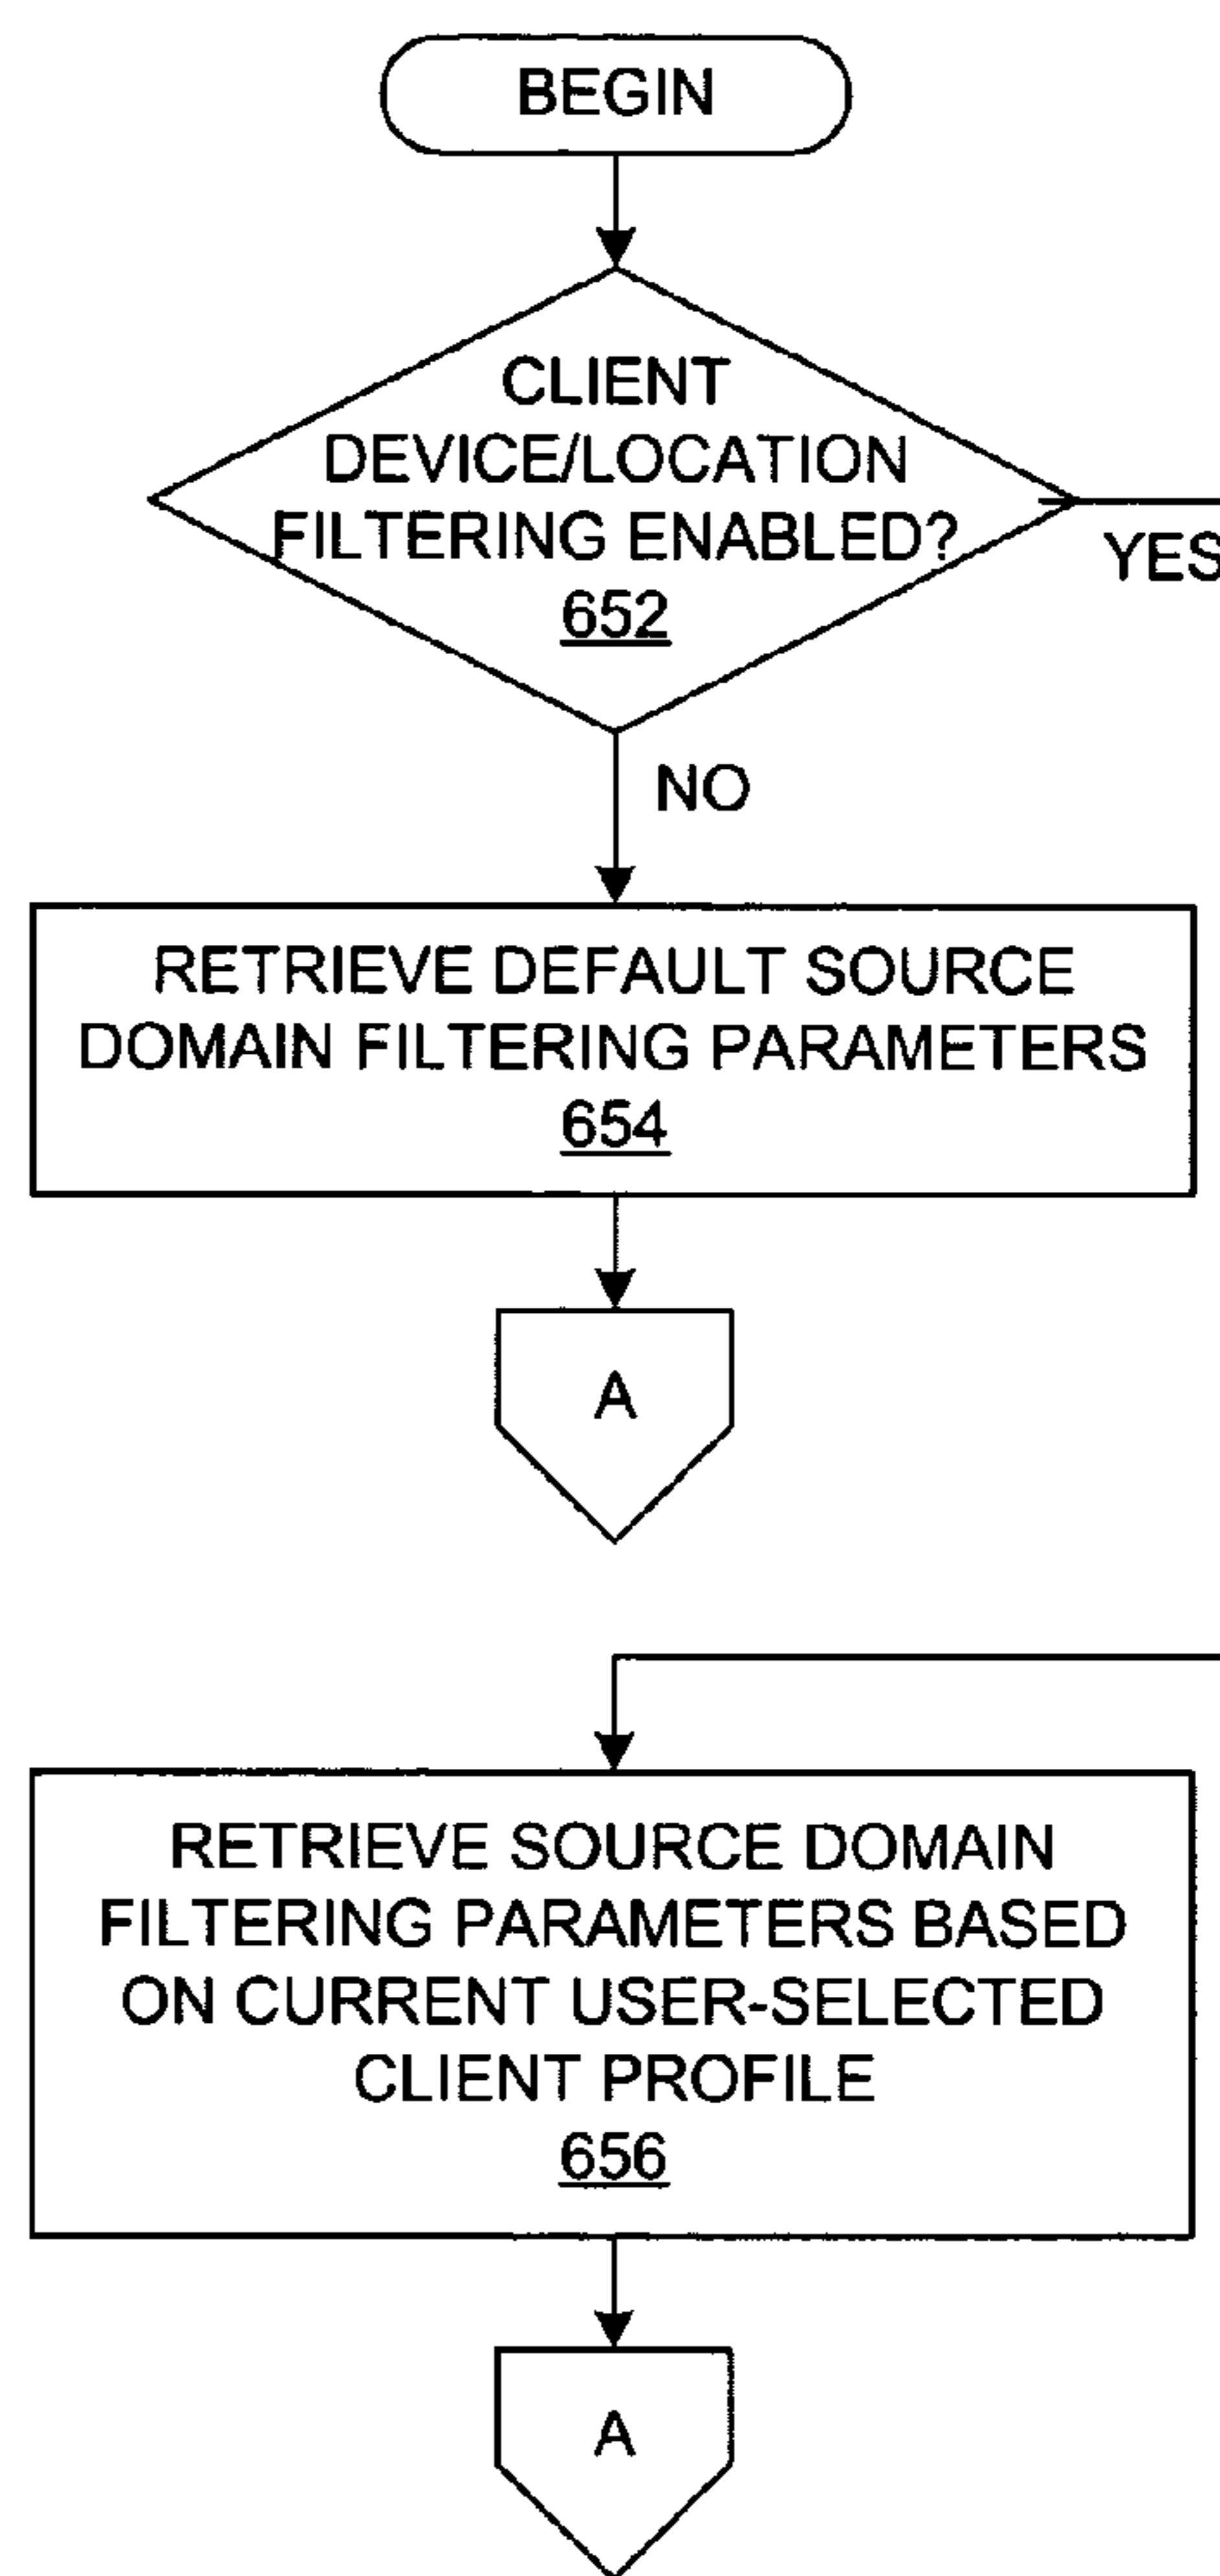 BEGIN
CLIENT
DEVICE/LOCATION
FILTERING ENABLED?
652
YES
NO
RETRIEVE DEFAULT SOURCE
DOMAIN FILTERING PARAMETERS
654
A
RETRIEVE SOURCE DOMAIN
FILTERING PARAMETERS BASED
ON CURRENT USER-SELECTED
CLIENT PROFILE
656
A